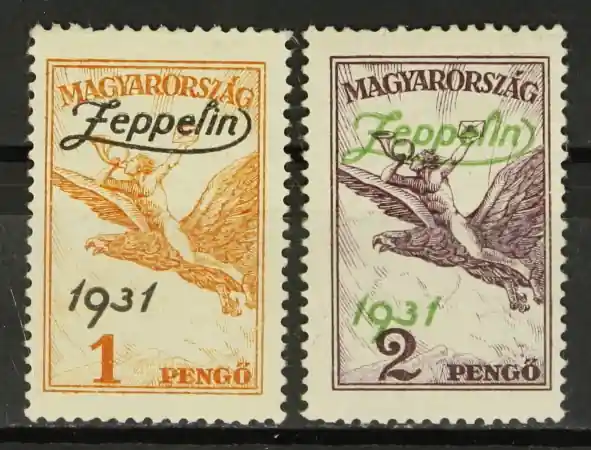 MAGYARORSZÁG
Zeppelin
1931
1 PENGŐ
MAGYARORSZÁG
Zeppelin
1931
2 PENGŐ